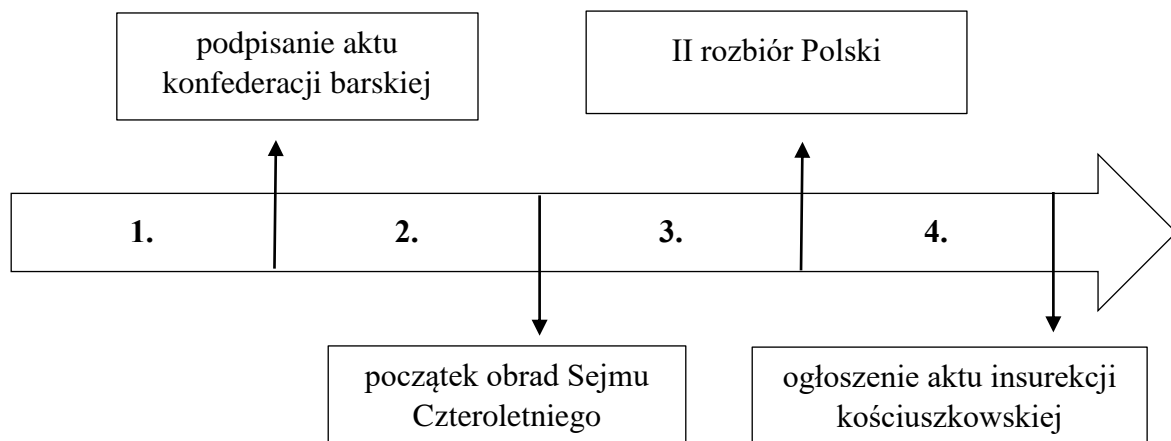 podpisanie aktu
konfederacji barskiej
II rozbiór Polski
1.
2.
3.
4.
początek obrad Sejmu
Czteroletniego
ogłoszenie aktu insurekcji
kościuszkowskiej